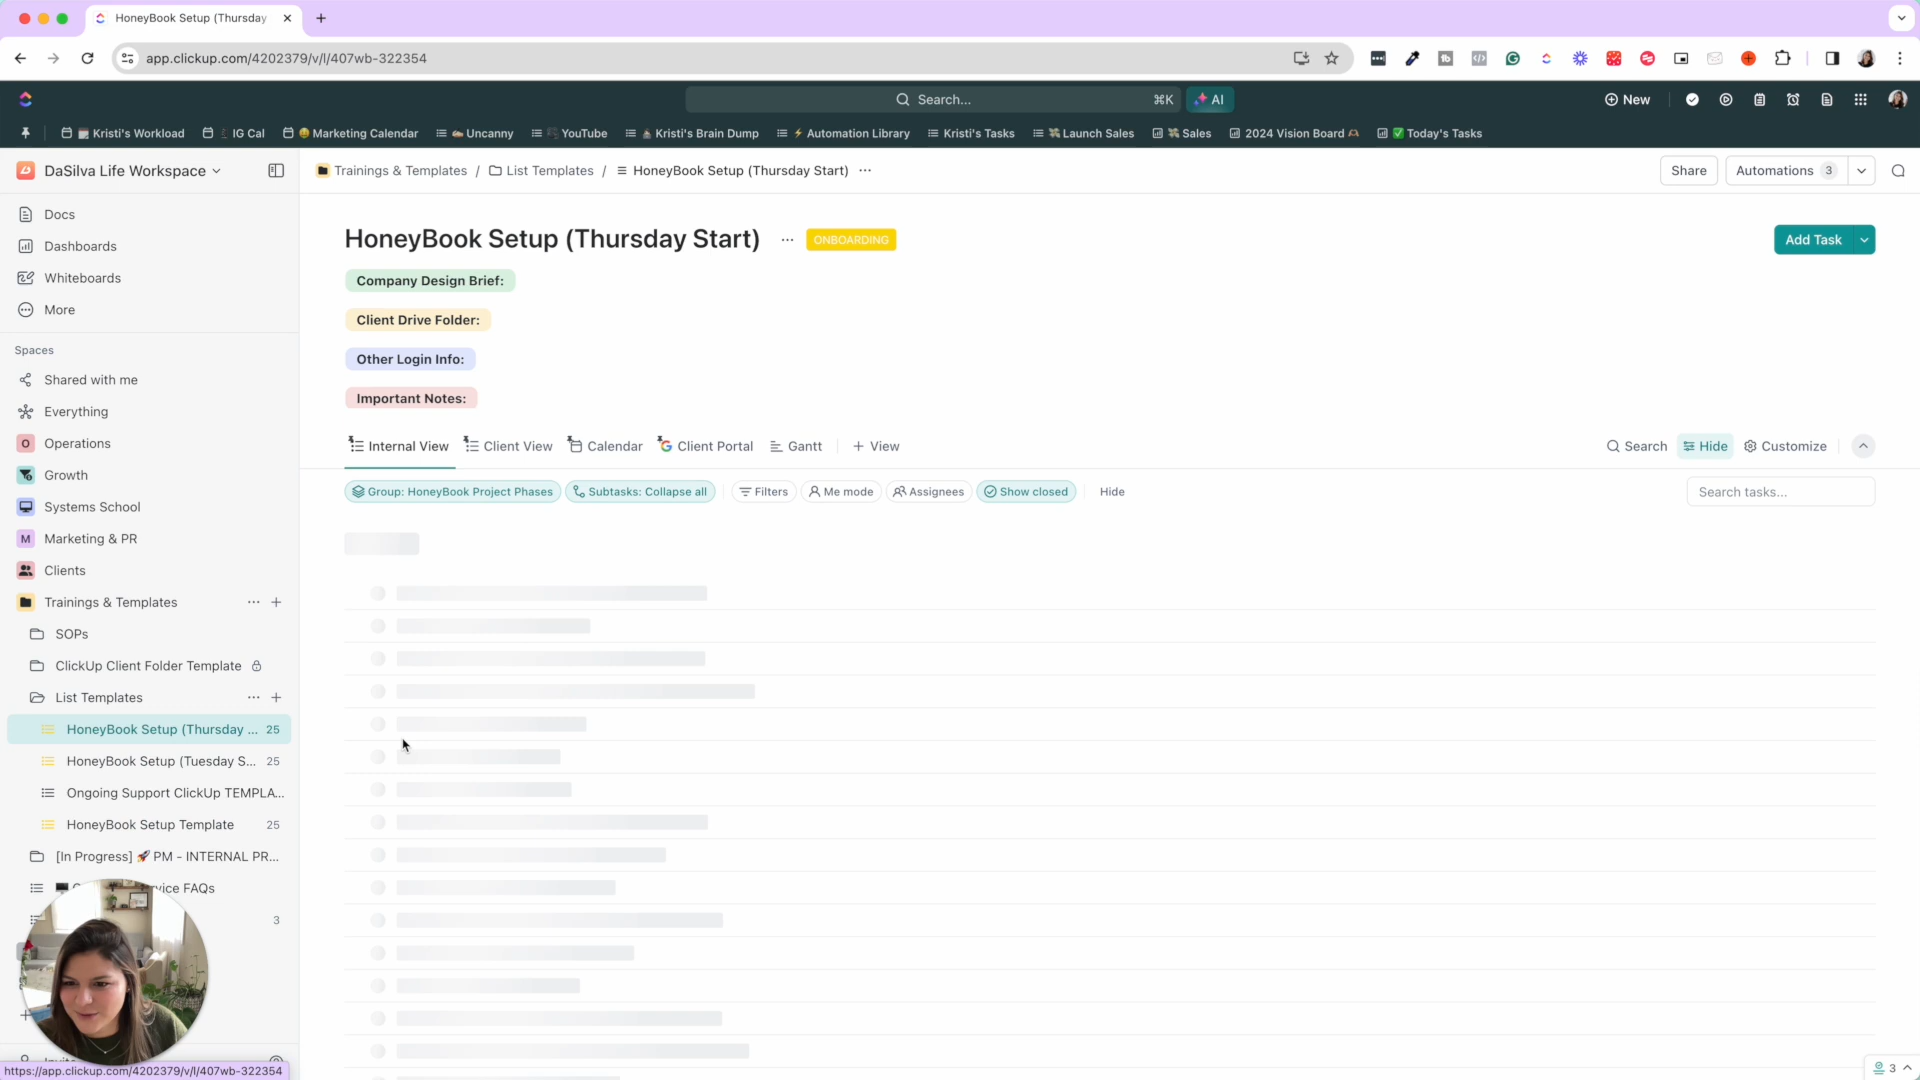 HoneyBook Setup (Thursday
app.clickup.com/4202379/v/l/407wb-322354
Search... ⌘K AI New
Kristi's Workload IG Cal Marketing Calendar Uncanny YouTube Kristi's Brain Dump Automation Library Kristi's Tasks Launch Sales Sales 2024 Vision Board Today's Tasks
DaSilva Life Workspace
Trainings & Templates / List Templates / HoneyBook Setup (Thursday Start) ...
Share Automations 3
Docs
Dashboards
Whiteboards
More
Spaces
Shared with me
Everything
O Operations
Growth
Systems School
M Marketing & PR
Clients
Trainings & Templates
SOPs
ClickUp Client Folder Template
List Templates
HoneyBook Setup (Thursday ... 25
HoneyBook Setup (Tuesday S... 25
Ongoing Support ClickUp TEMPLA...
HoneyBook Setup Template 25
[In Progress] 🚀 PM - INTERNAL PR...
FAQs
3
https://app.clickup.com/4202379/v/l/407wb-322354
HoneyBook Setup (Thursday Start) ... ONBOARDING
Add Task
Company Design Brief:
Client Drive Folder:
Other Login Info:
Important Notes:
Internal View Client View Calendar Client Portal Gantt + View
Search Hide Customize
Group: HoneyBook Project Phases Subtasks: Collapse all Filters Me mode Assignees Show closed Hide
Search tasks...
3